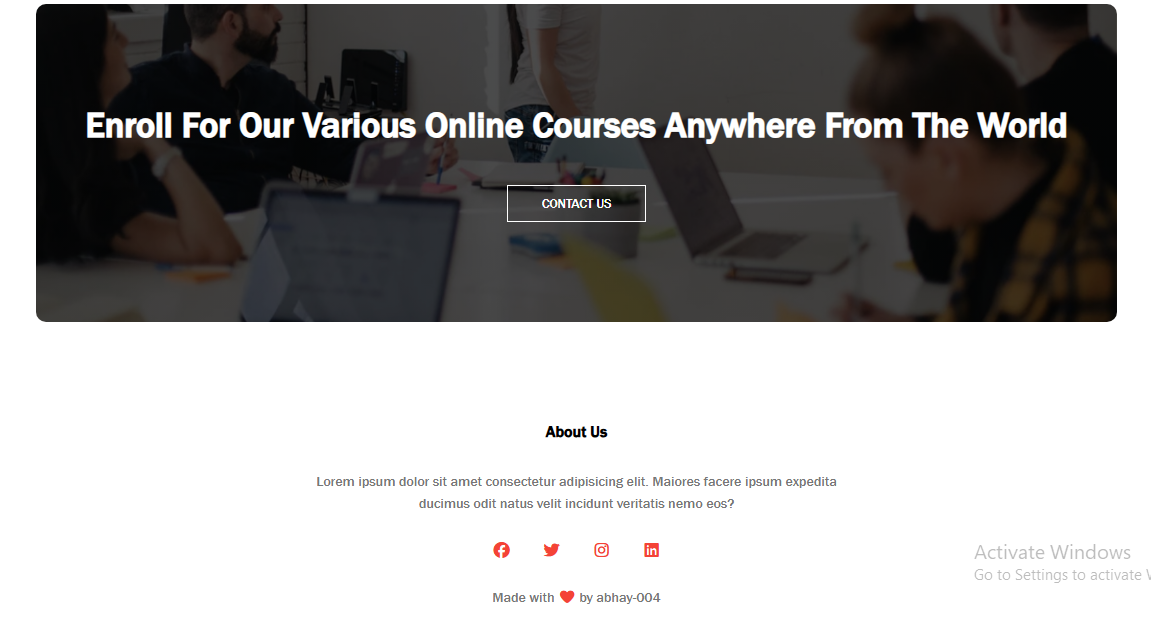 Enroll For Our Various Online Courses Anywhere From The World
CONTACT US
About Us
Lorem ipsum dolor sit amet consectetur adipisicing elit. Maiores facere ipsum expedita
ducimus odit natus velit incidunt veritatis nemo eos?
Made with ❤ by abhay-004
Activate Windows
Go to Settings to activate